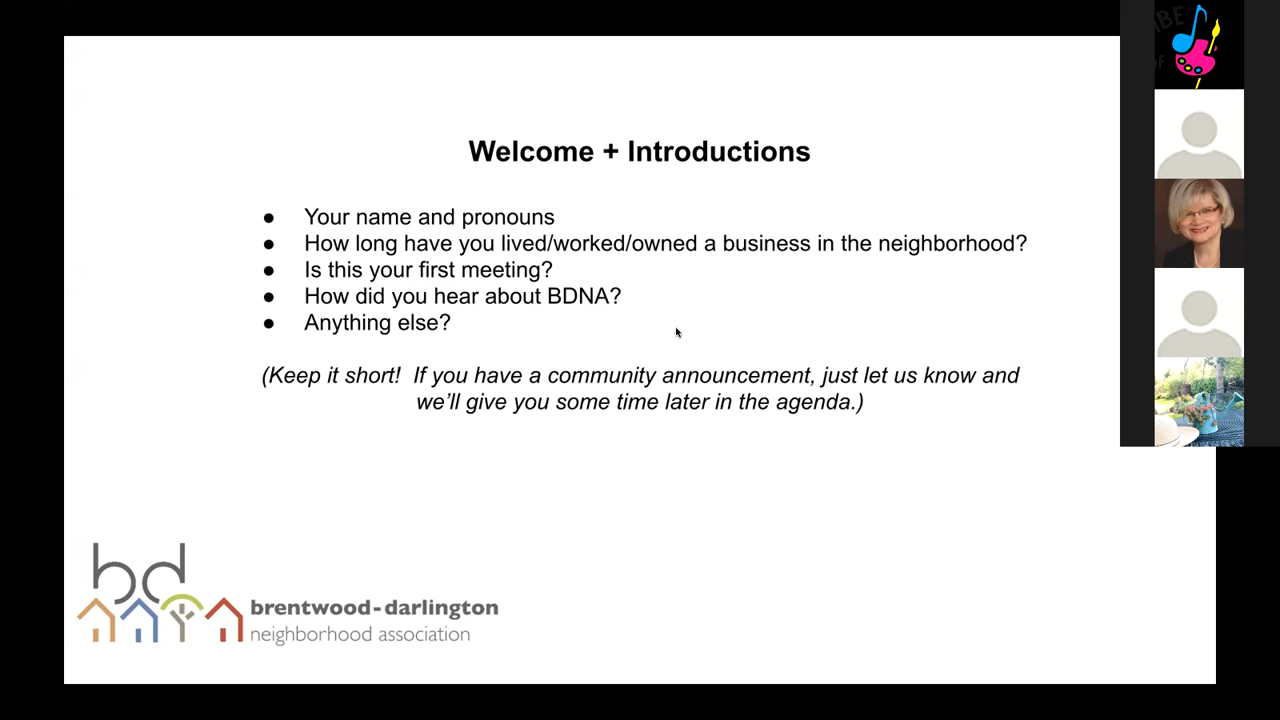 Welcome + Introductions
● Your name and pronouns
● How long have you lived/worked/owned a business in the neighborhood?
● Is this your first meeting?
● How did you hear about BDNA?
● Anything else?
(Keep it short!  If you have a community announcement, just let us know and
we’ll give you some time later in the agenda.)
bd
brentwood-darlington
neighborhood association